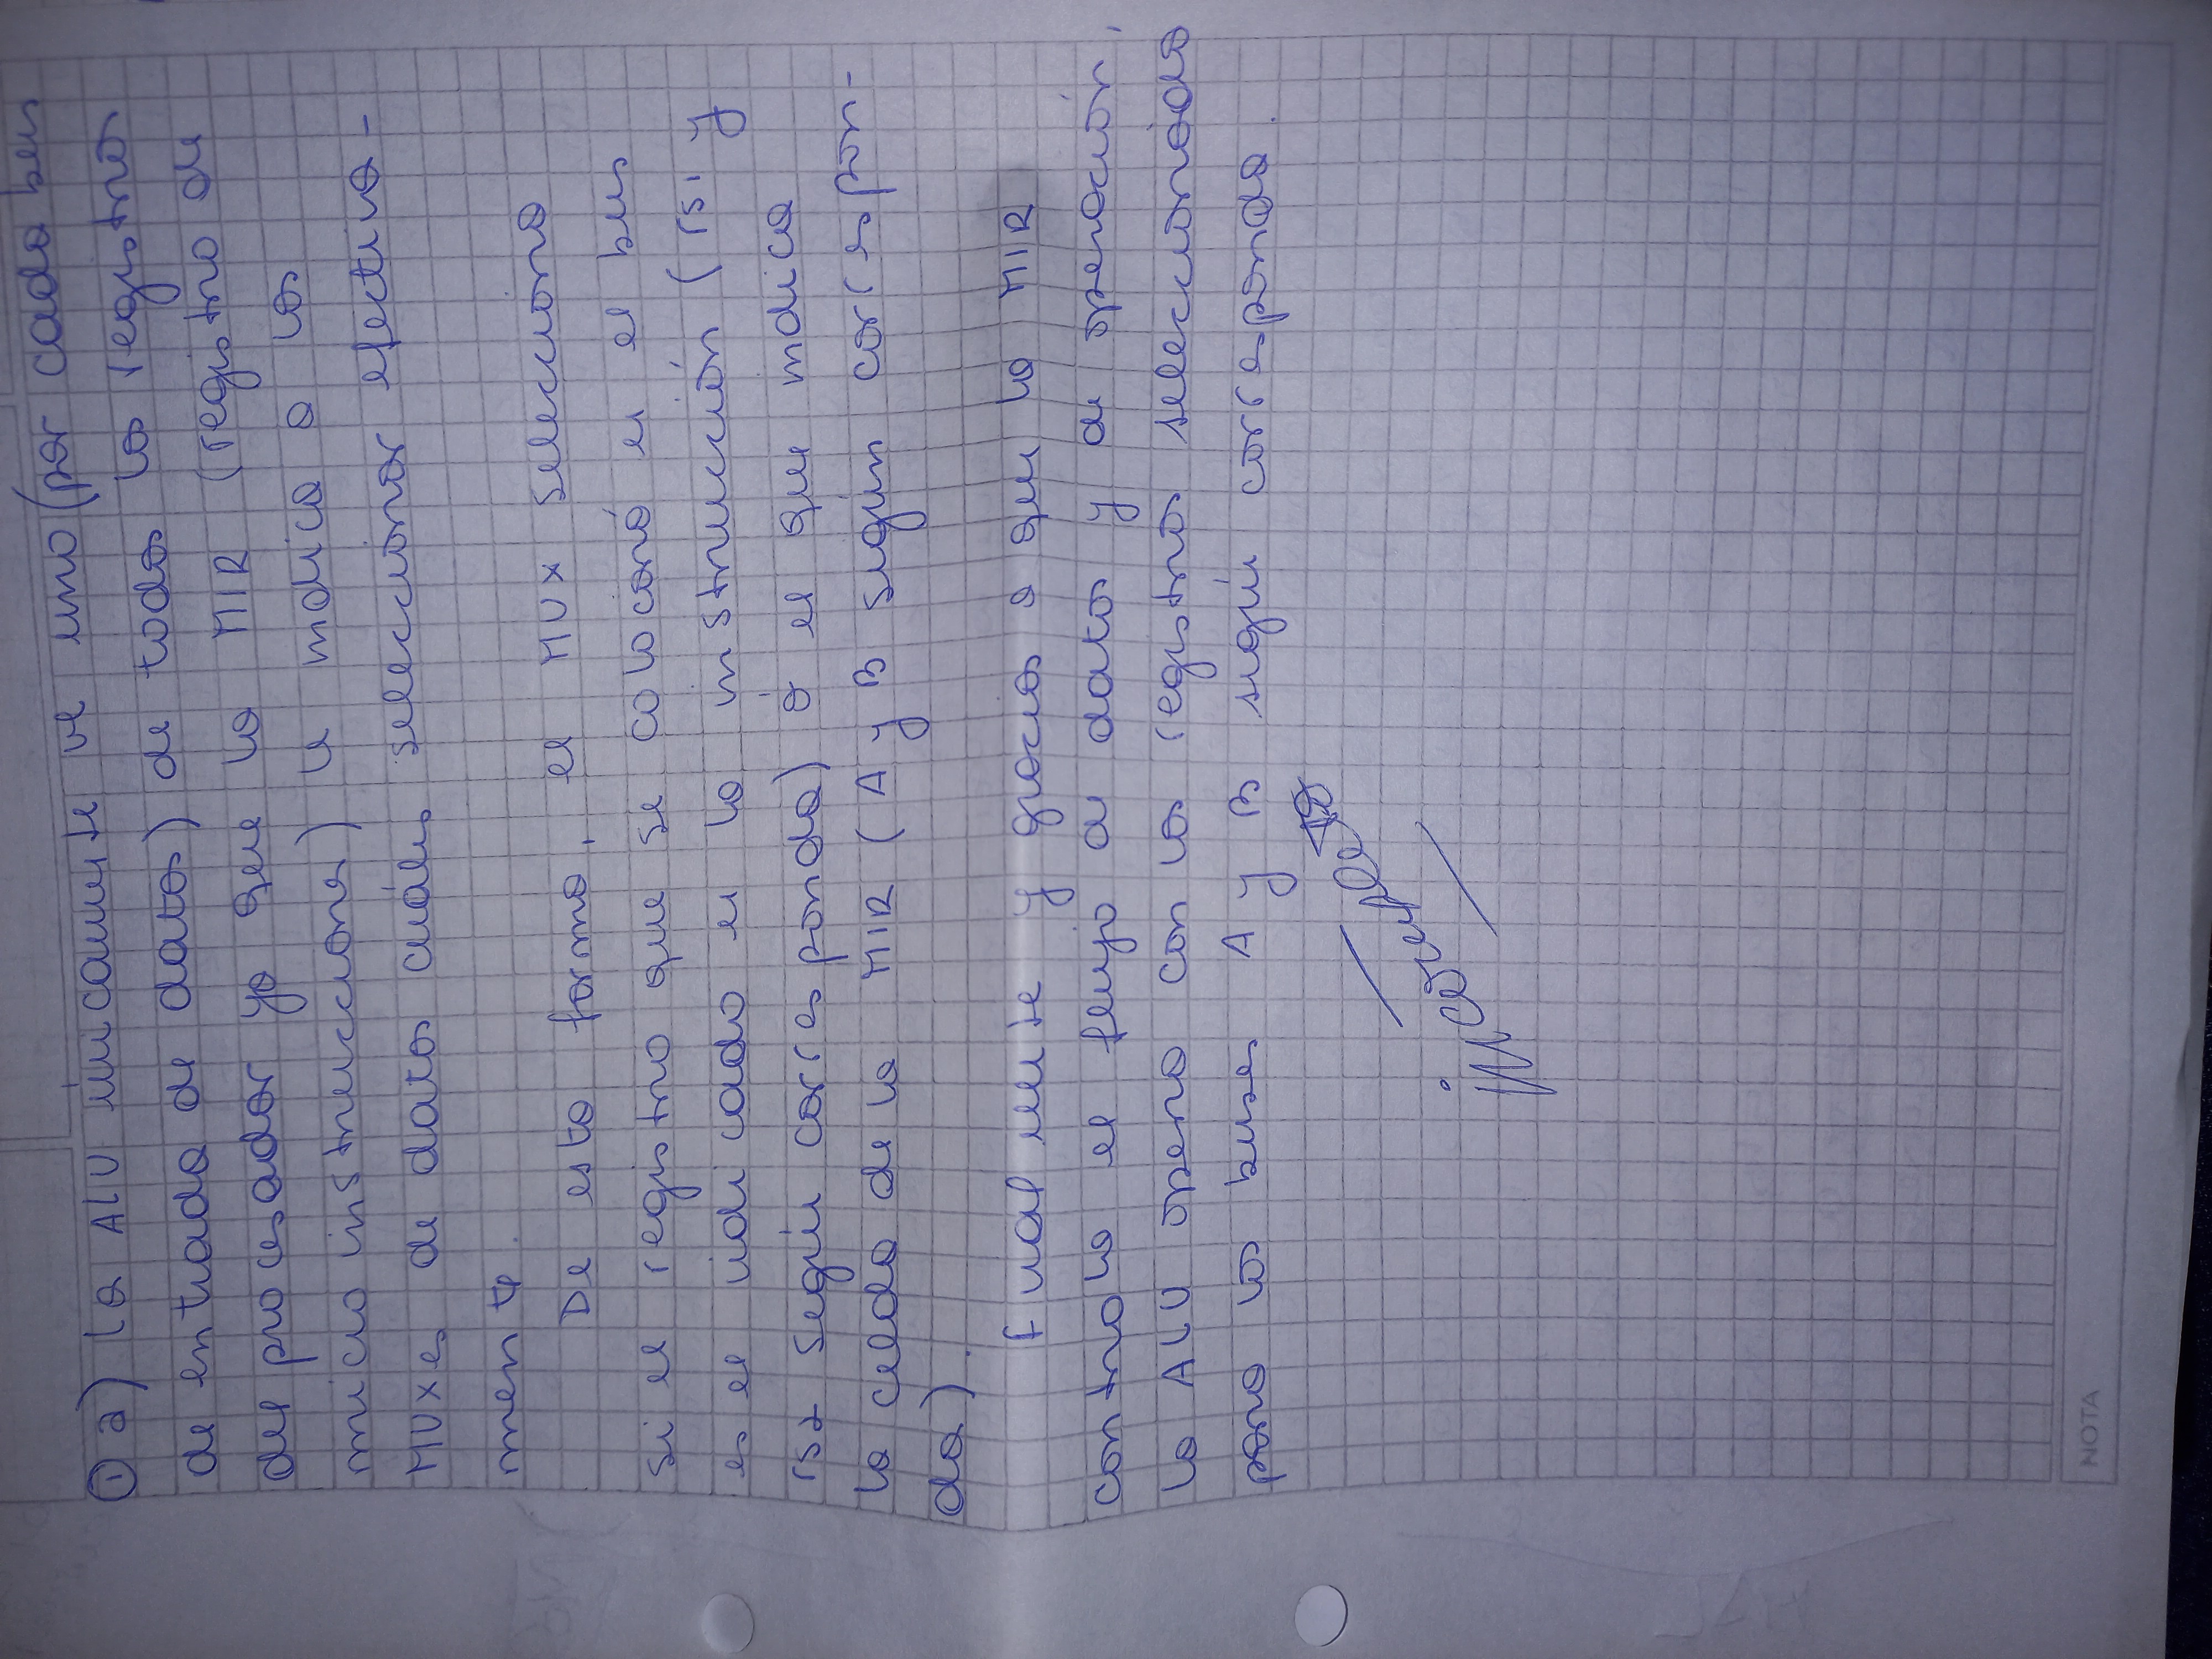 ① a) La ALU únicamente ve uno (por cada bus
de entrada de datos) de todos los registros
del procesador ya que la MIR (registro de
micro instrucciones) le indica a los
MUXes de datos cuáles seleccionar efectiva-
mente.
De esta forma, el MUX selecciona
si el registro que se colocará en el bus
es el indicado en la instrucción (rs1 y
rs2 según corresponda) ó el que indica
la celda de la MIR (A y B según correspon-
da).
Finalmente y gracias a que la MIR
controla el flujo de datos y de operación,
la ALU opera con los registros seleccionados
para los buses A y B según corresponda.
incompleto
NOTA